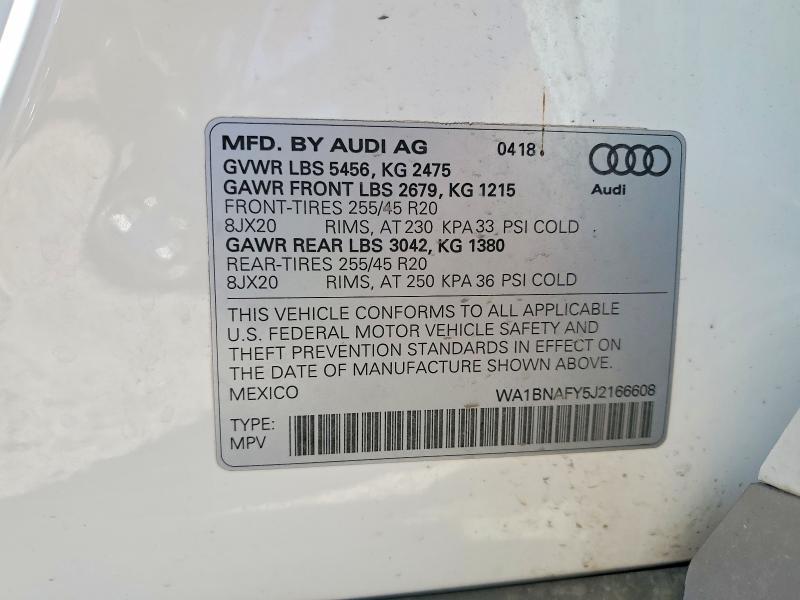 MFD. BY AUDI AG 0418
GVWR LBS 5456, KG 2475
GAWR FRONT LBS 2679, KG 1215
Audi
FRONT-TIRES 255/45 R20
8JX20 RIMS, AT 230 KPA 33 PSI COLD
GAWR REAR LBS 3042, KG 1380
REAR-TIRES 255/45 R20
8JX20 RIMS, AT 250 KPA 36 PSI COLD
THIS VEHICLE CONFORMS TO ALL APPLICABLE
U.S. FEDERAL MOTOR VEHICLE SAFETY AND
THEFT PREVENTION STANDARDS IN EFFECT ON
THE DATE OF MANUFACTURE SHOWN ABOVE.
MEXICO WA1BNAFY5J2166608
TYPE:
MPV